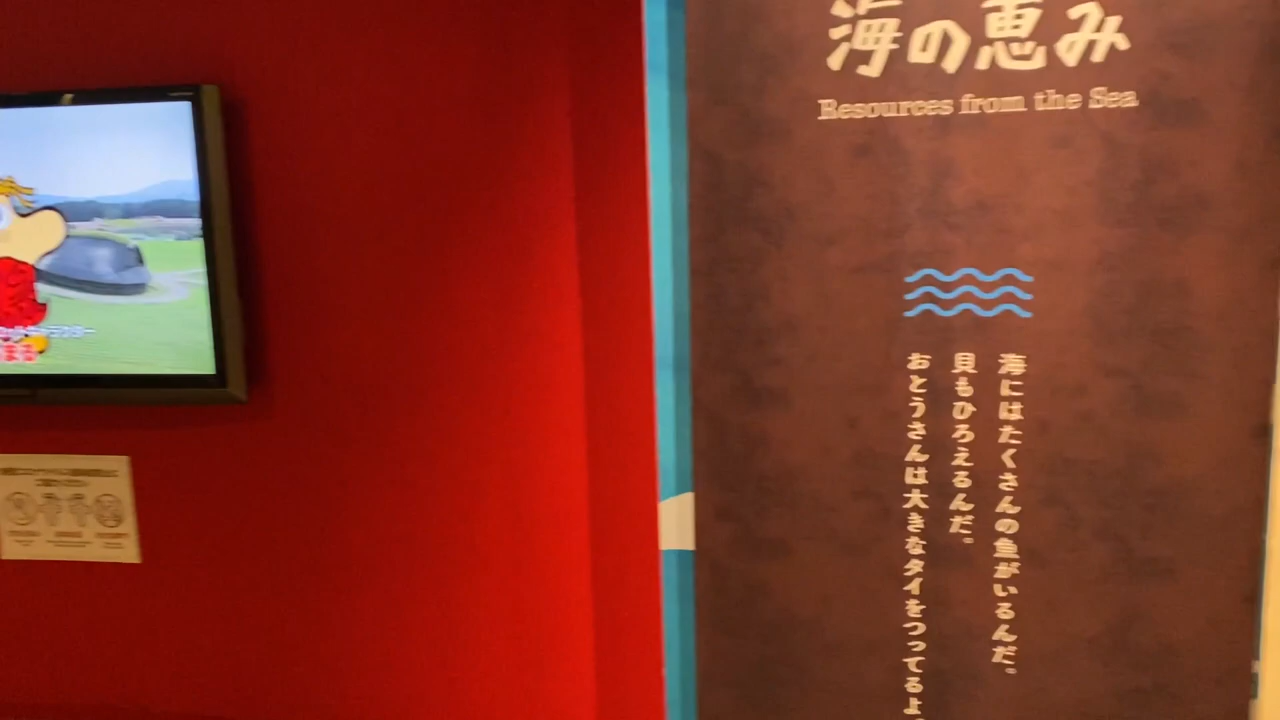 海の恵み
Resources from the Sea
海にはたくさんの魚がいるんだ。
貝もひろえるんだ。
おとうさんは大きなタイをつってるよ。